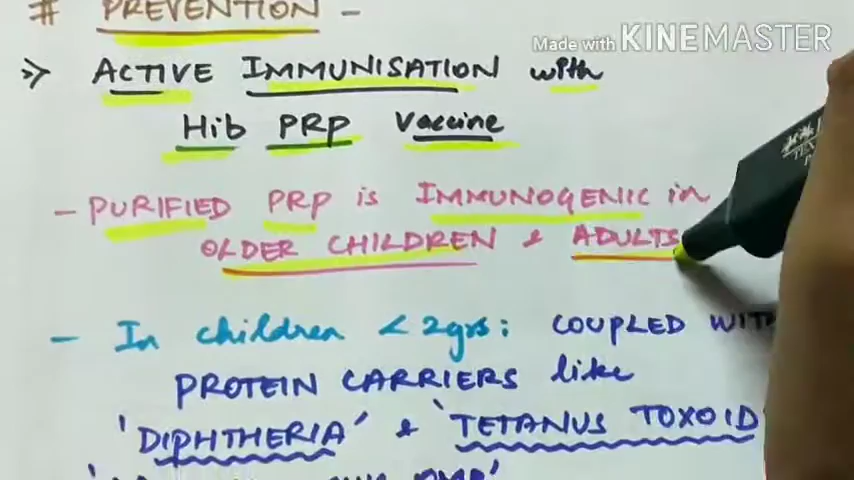 # PREVENTION -
Made with KINEMASTER
» ACTIVE IMMUNISATION with
Hib PRP Vaccine
- PURIFIED PRP is IMMUNOGENIC in
OLDER CHILDREN & ADULTS
- In children < 2yrs: COUPLED WITH
PROTEIN CARRIERS like
'DIPHTHERIA' & 'TETANUS TOXOID